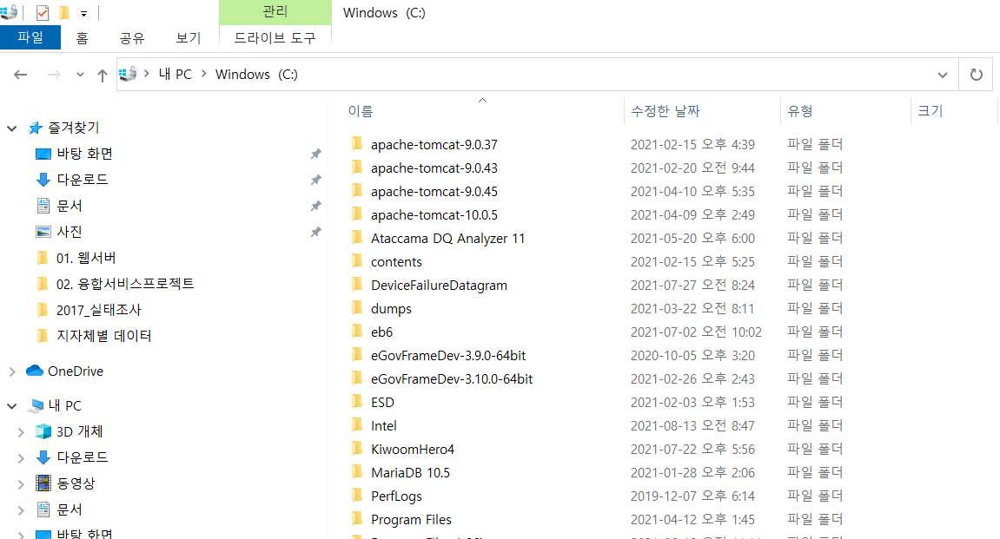 관리
Windows (C:)
파일 홈 공유 보기 드라이브 도구
내 PC > Windows (C:)
이름 수정한 날짜 유형 크기
즐겨찾기
바탕 화면
다운로드
문서
사진
01. 웹서버
02. 융합서비스프로젝트
2017_실태조사
지자체별 데이터
OneDrive
내 PC
3D 개체
다운로드
동영상
문서
바탕 화면
apache-tomcat-9.0.37 2021-02-15 오후 4:39 파일 폴더
apache-tomcat-9.0.43 2021-02-20 오전 9:44 파일 폴더
apache-tomcat-9.0.45 2021-04-10 오후 5:35 파일 폴더
apache-tomcat-10.0.5 2021-04-09 오후 2:49 파일 폴더
Ataccama DQ Analyzer 11 2021-05-20 오후 6:00 파일 폴더
contents 2021-02-15 오후 5:25 파일 폴더
DeviceFailureDatagram 2021-07-27 오전 8:24 파일 폴더
dumps 2021-03-22 오전 8:11 파일 폴더
eb6 2021-07-02 오전 10:02 파일 폴더
eGovFrameDev-3.9.0-64bit 2020-10-05 오후 3:20 파일 폴더
eGovFrameDev-3.10.0-64bit 2021-02-26 오후 2:43 파일 폴더
ESD 2021-02-03 오후 1:53 파일 폴더
Intel 2021-08-13 오전 8:47 파일 폴더
KiwoomHero4 2021-07-22 오후 5:56 파일 폴더
MariaDB 10.5 2021-01-28 오후 2:06 파일 폴더
PerfLogs 2019-12-07 오후 6:14 파일 폴더
Program Files 2021-04-12 오후 1:45 파일 폴더